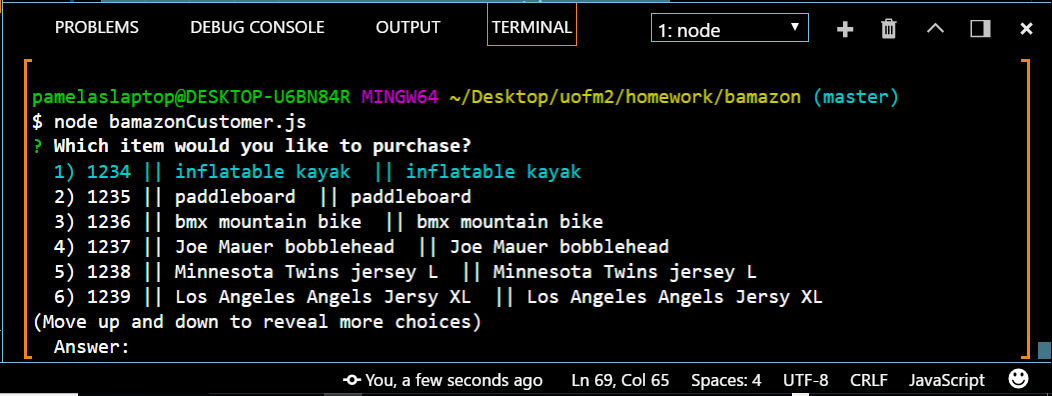 PROBLEMS DEBUG CONSOLE OUTPUT TERMINAL 1: node
pamelaslaptop@DESKTOP-U6BN84R MINGW64 ~/Desktop/uofm2/homework/bamazon (master)
$ node bamazonCustomer.js
? Which item would you like to purchase?
1) 1234 || inflatable kayak || inflatable kayak
2) 1235 || paddleboard || paddleboard
3) 1236 || bmx mountain bike || bmx mountain bike
4) 1237 || Joe Mauer bobblehead || Joe Mauer bobblehead
5) 1238 || Minnesota Twins jersey L || Minnesota Twins jersey L
6) 1239 || Los Angeles Angels Jersy XL || Los Angeles Angels Jersy XL
(Move up and down to reveal more choices)
Answer:
You, a few seconds ago Ln 69, Col 65 Spaces: 4 UTF-8 CRLF JavaScript